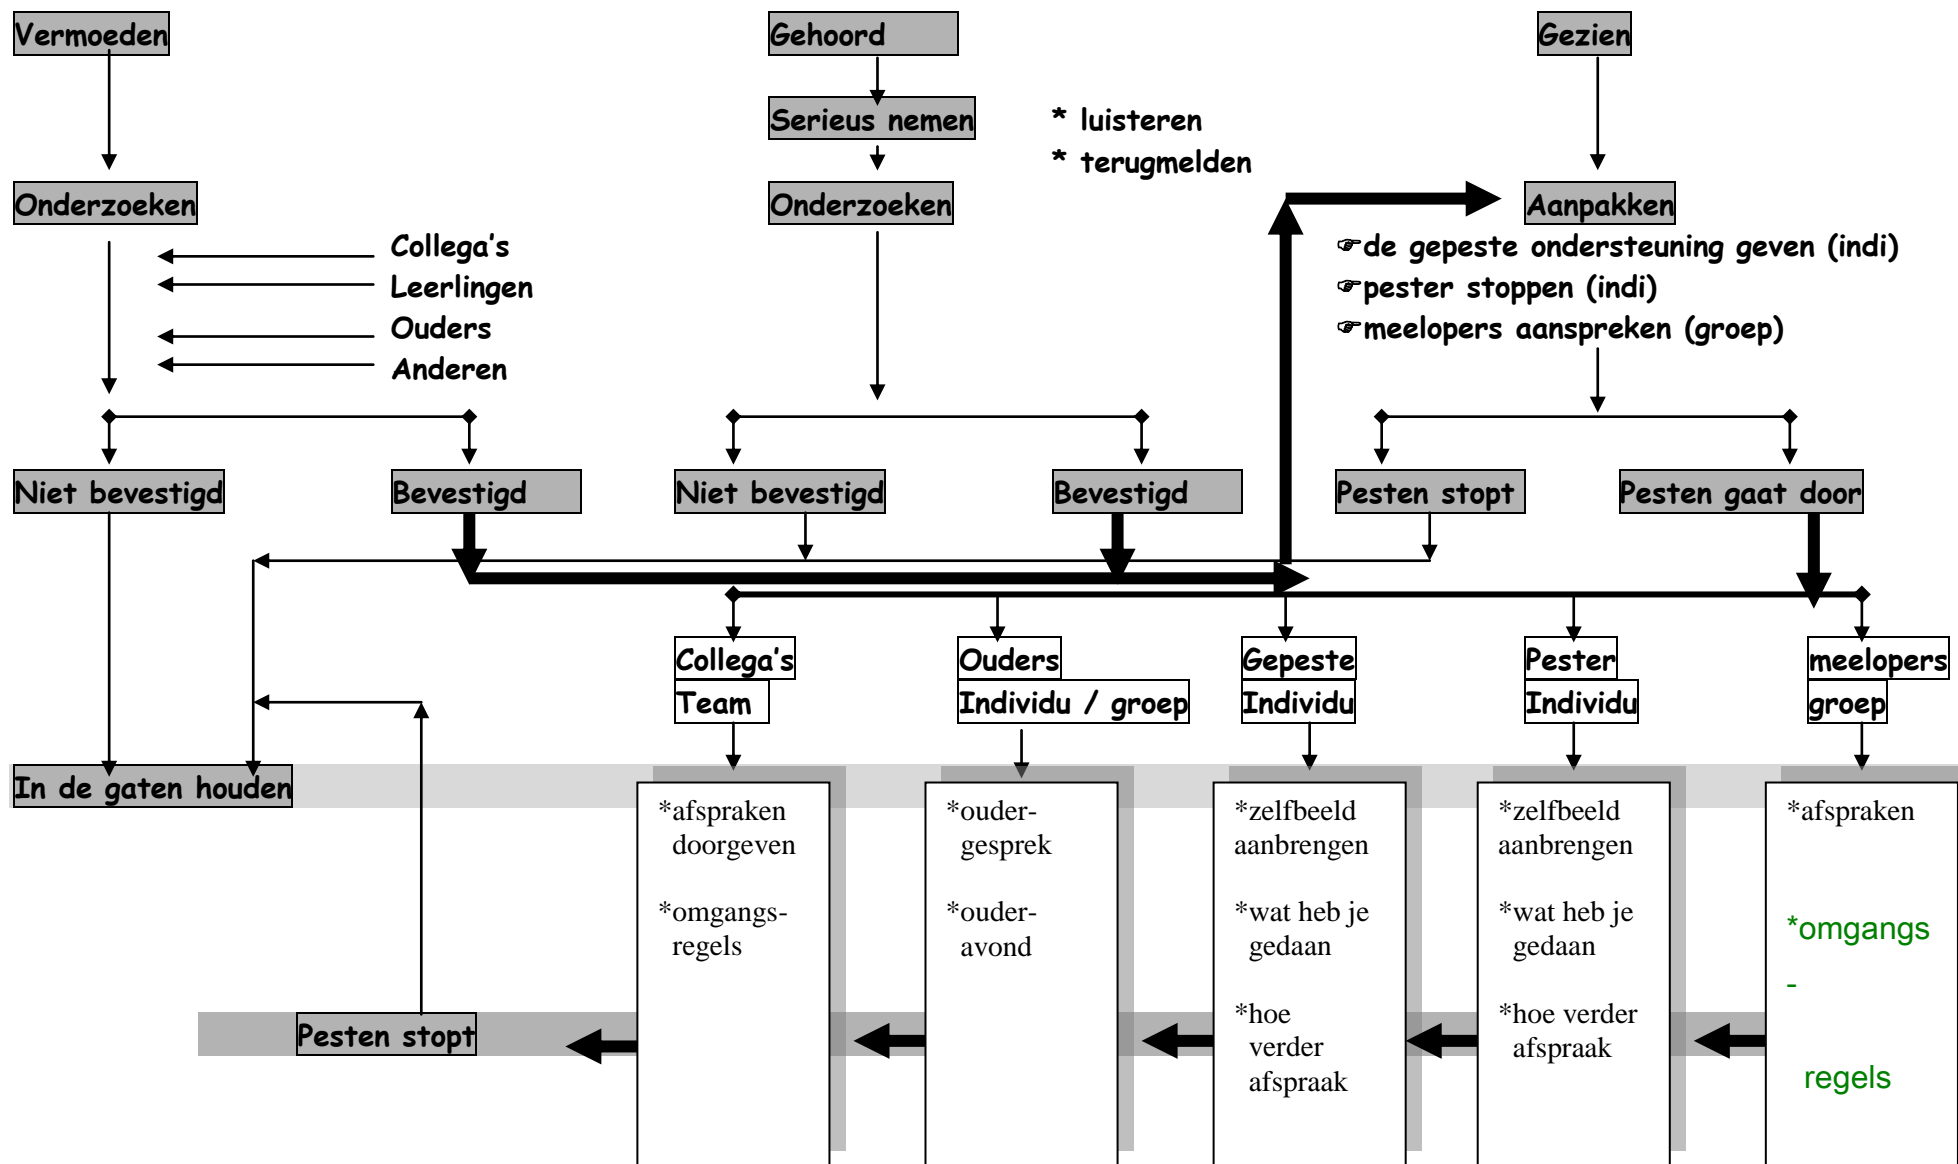 Vermoeden
Gehoord
Gezien
Serieus nemen
* luisteren
* terugmelden
Onderzoeken
Onderzoeken
Aanpakken
Collega's
Leerlingen
Ouders
Anderen
☞de gepeste ondersteuning geven (indi)
☞pester stoppen (indi)
☞meelopers aanspreken (groep)
Niet bevestigd
Bevestigd
Niet bevestigd
Bevestigd
Pesten stopt
Pesten gaat door
Collega's
Team
Ouders
Individu / groep
Gepeste
Individu
Pester
Individu
meelopers
groep
In de gaten houden
*afspraken
doorgeven
*omgangs-
regels
*ouder-
gesprek
*ouder-
avond
*zelfbeeld
aanbrengen
*wat heb je
gedaan
*hoe
verder
afspraak
*zelfbeeld
aanbrengen
*wat heb je
gedaan
*hoe verder
afspraak
*afspraken
*omgangs
-
regels
Pesten stopt